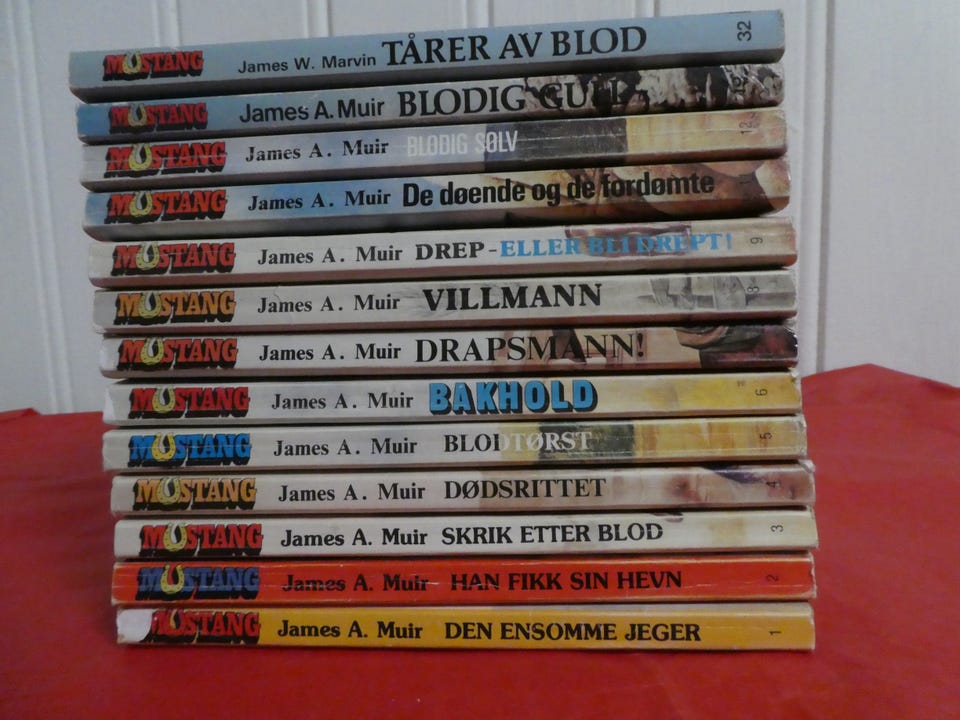 MUSTANG James W. Marvin TÅRER AV BLOD 32
MUSTANG James A. Muir BLODIG GULL
MUSTANG James A. Muir BLODIG SØLV 12
MUSTANG James A. Muir De døende og de fordømte
MUSTANG James A. Muir DREP - ELLER BLI DREPT! 9
MUSTANG James A. Muir VILLMANN 8
MUSTANG James A. Muir DRAPSMANN!
MUSTANG James A. Muir BAKHOLD 6
MUSTANG James A. Muir BLODTØRST 5
MUSTANG James A. Muir DØDSRITTET 4
MUSTANG James A. Muir SKRIK ETTER BLOD 3
MUSTANG James A. Muir HAN FIKK SIN HEVN 2
MUSTANG James A. Muir DEN ENSOMME JEGER 1